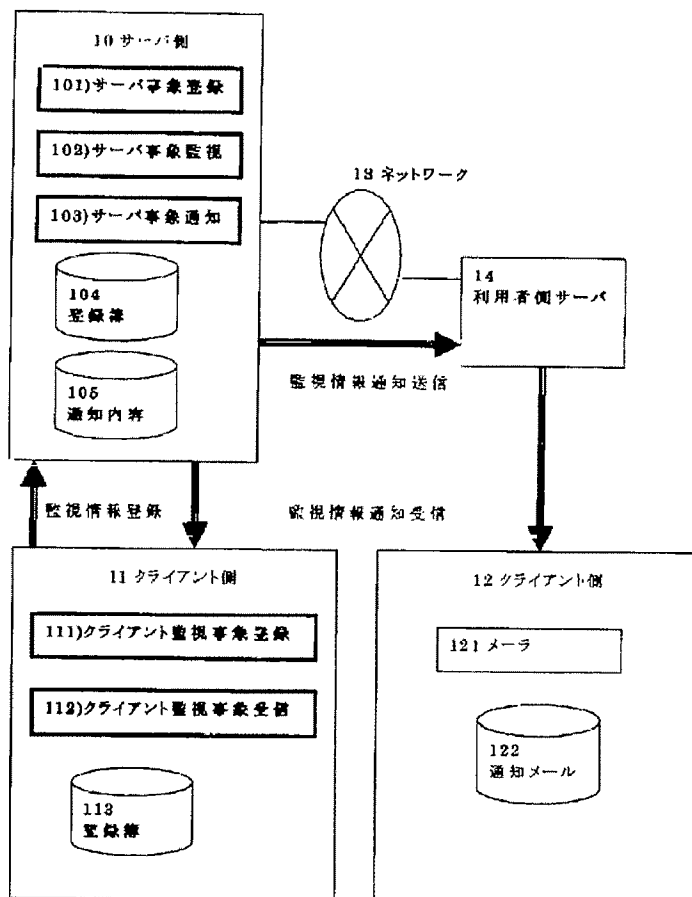 10 サーバ側
101)サーバ事象登録
102)サーバ事象監視
103)サーバ事象通知
104
登録簿
105
通知内容
13 ネットワーク
14
利用者側サーバ
監視情報通知送信
監視情報登録
監視情報通知受信
11 クライアント側
111)クライアント監視事象登録
112)クライアント監視事象受信
113
登録簿
12 クライアント側
121 メーラ
122
通知メール